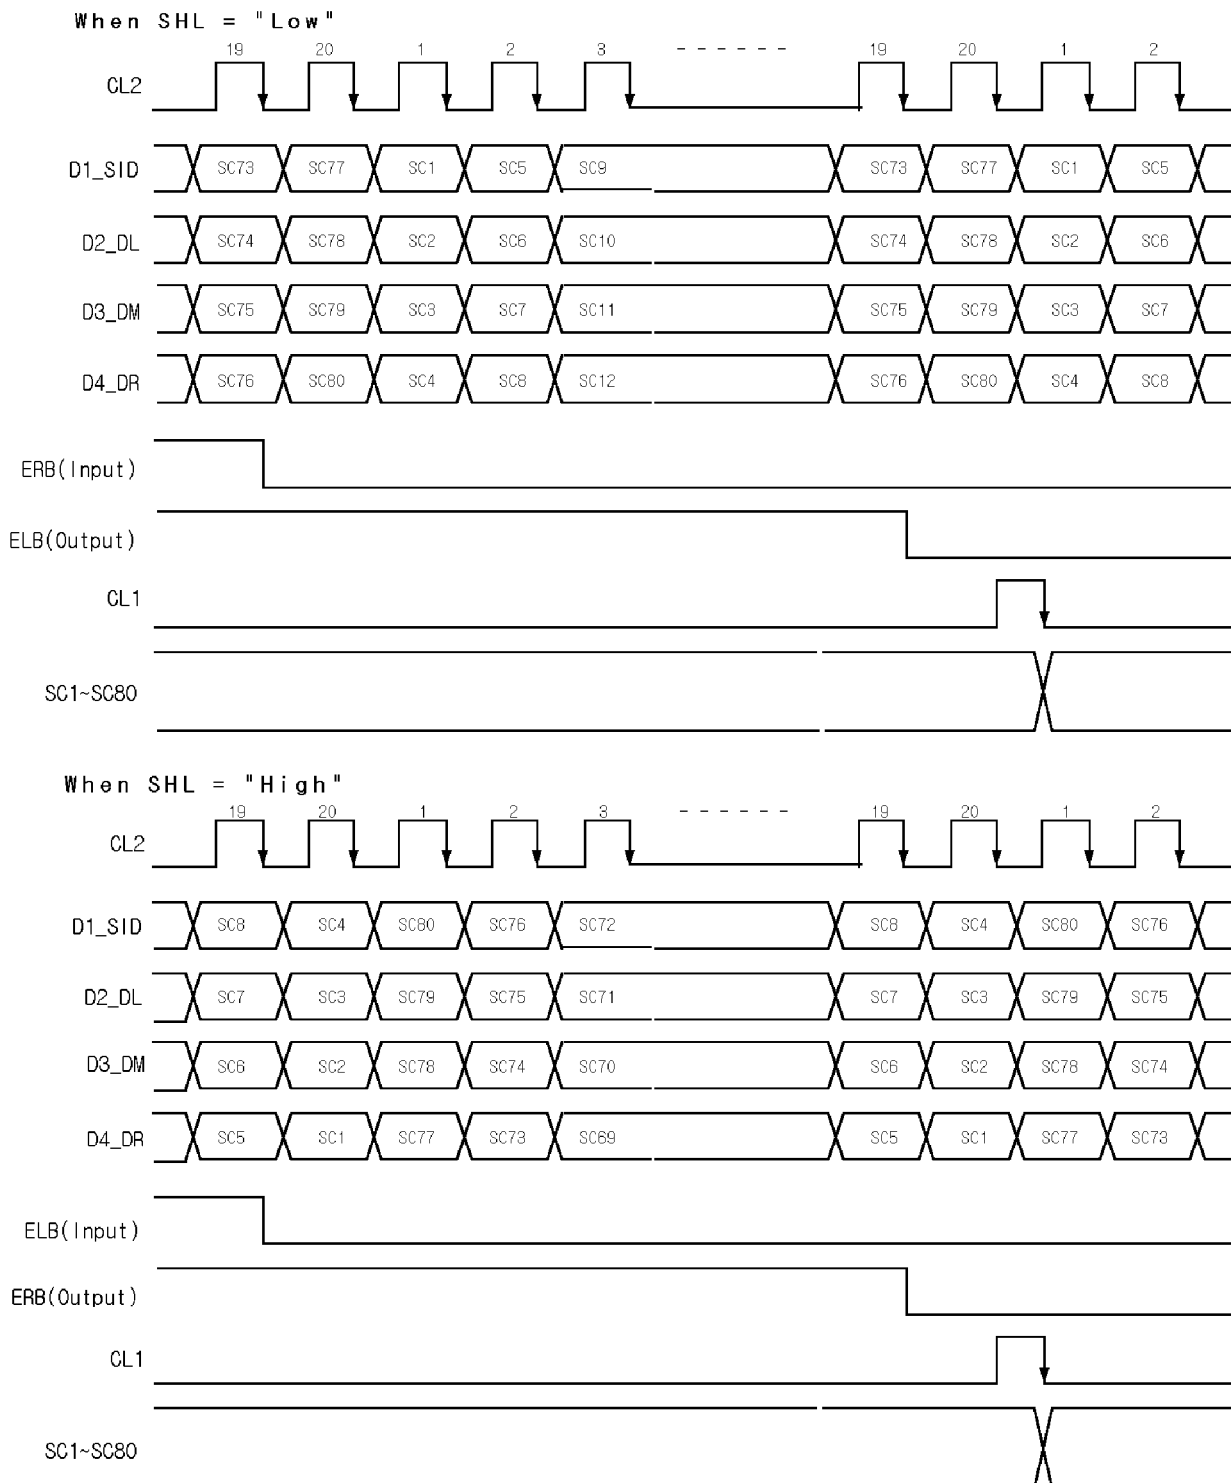 When SHL = "Low"
19 20 1 2 3 - - - - - - 19 20 1 2
CL2
D1_SID SC73 SC77 SC1 SC5 SC9 SC73 SC77 SC1 SC5
D2_DL SC74 SC78 SC2 SC6 SC10 SC74 SC78 SC2 SC6
D3_DM SC75 SC79 SC3 SC7 SC11 SC75 SC79 SC3 SC7
D4_DR SC76 SC80 SC4 SC8 SC12 SC76 SC80 SC4 SC8
ERB(Input)
ELB(Output)
CL1
SC1~SC80
When SHL = "High"
19 20 1 2 3 - - - - - - 19 20 1 2
CL2
D1_SID SC8 SC4 SC80 SC76 SC72 SC8 SC4 SC80 SC76
D2_DL SC7 SC3 SC79 SC75 SC71 SC7 SC3 SC79 SC75
D3_DM SC6 SC2 SC78 SC74 SC70 SC6 SC2 SC78 SC74
D4_DR SC5 SC1 SC77 SC73 SC69 SC5 SC1 SC77 SC73
ELB(Input)
ERB(Output)
CL1
SC1~SC80